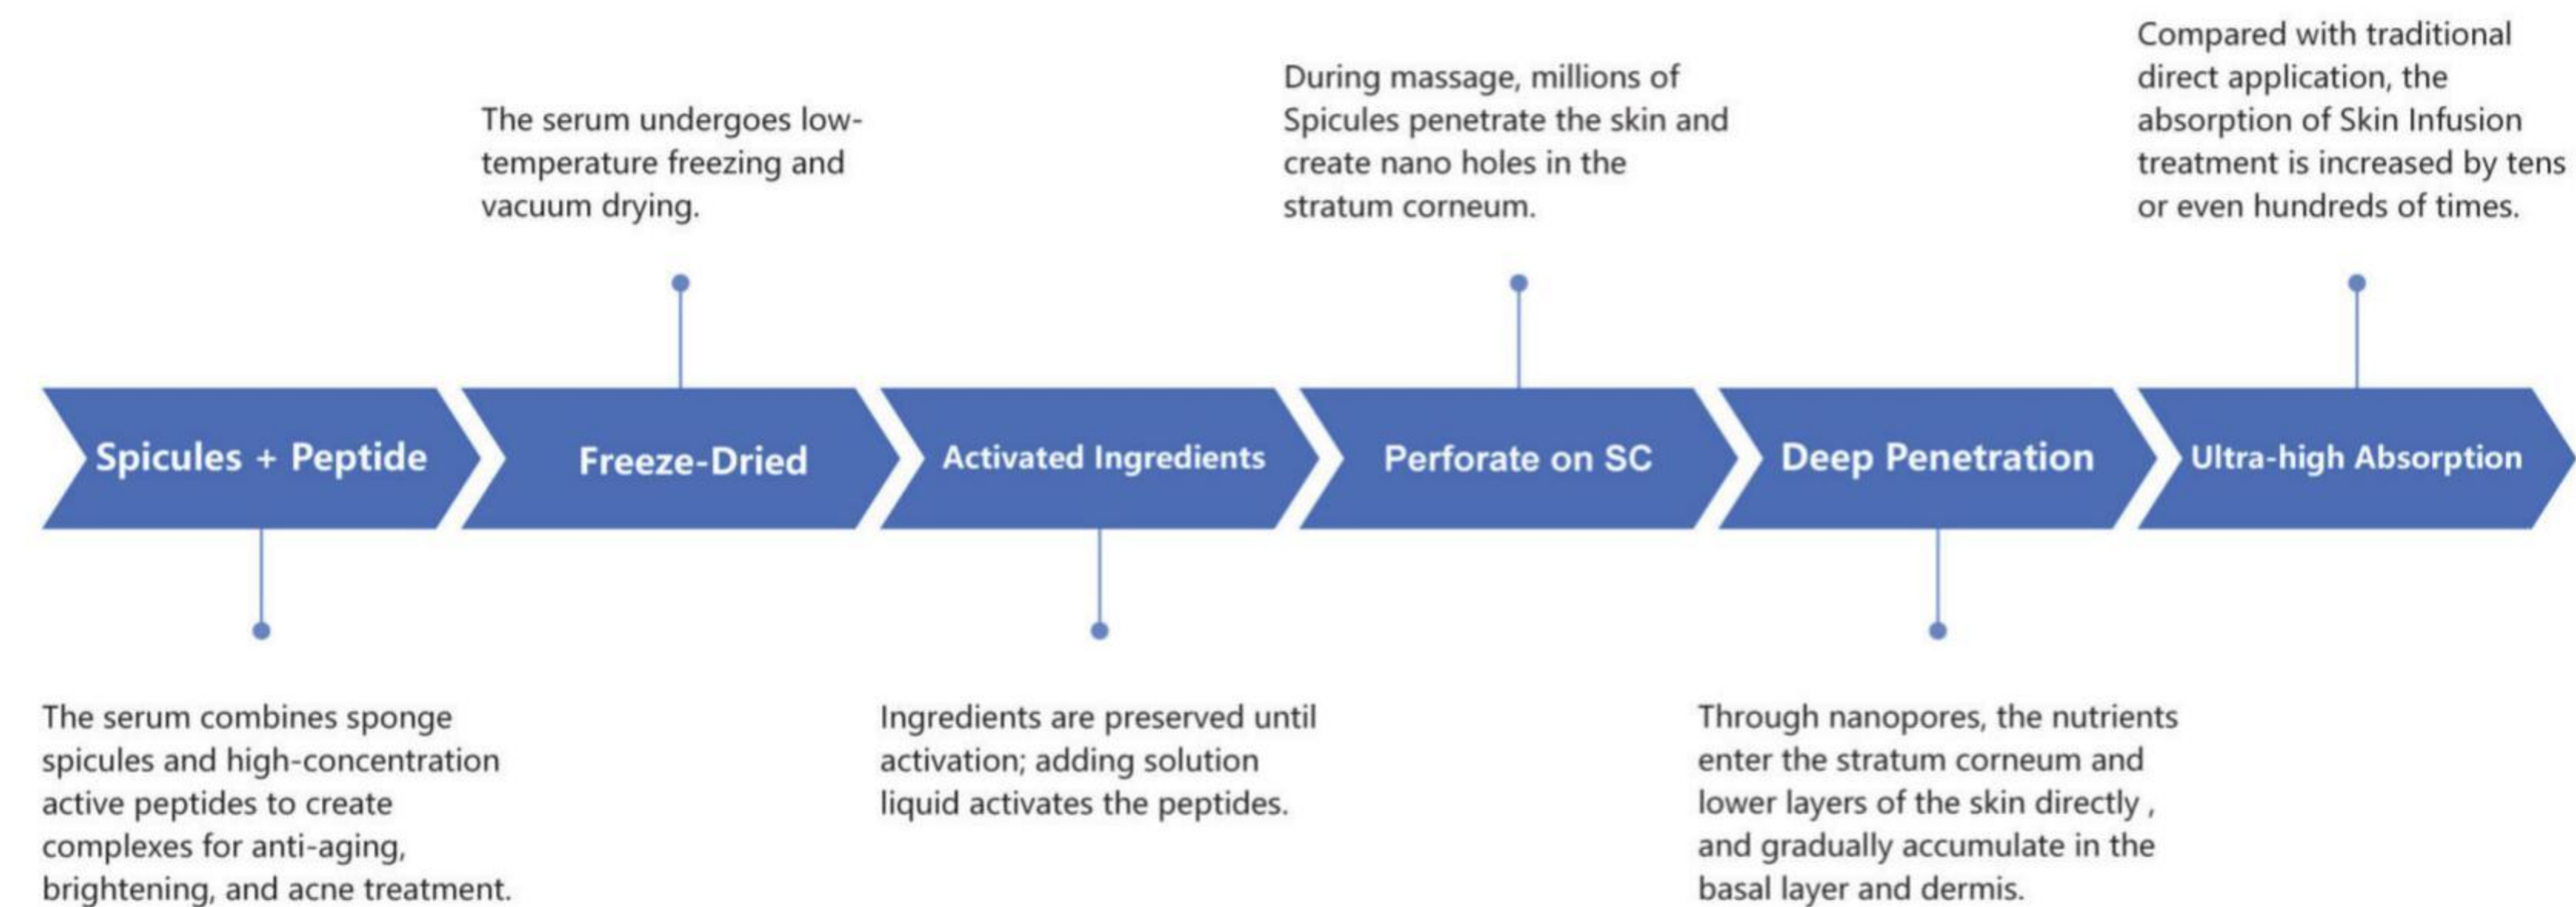 Compared with traditional
direct application, the
absorption of Skin Infusion
treatment is increased by tens
or even hundreds of times.
During massage, millions of
Spicules penetrate the skin and
create nano holes in the
stratum corneum.
The serum undergoes low-
temperature freezing and
vacuum drying.
Spicules + Peptide
Freeze-Dried
Activated Ingredients
Perforate on SC
Deep Penetration
Ultra-high Absorption
The serum combines sponge
spicules and high-concentration
active peptides to create
complexes for anti-aging,
brightening, and acne treatment.
Ingredients are preserved until
activation; adding solution
liquid activates the peptides.
Through nanopores, the nutrients
enter the stratum corneum and
lower layers of the skin directly ,
and gradually accumulate in the
basal layer and dermis.